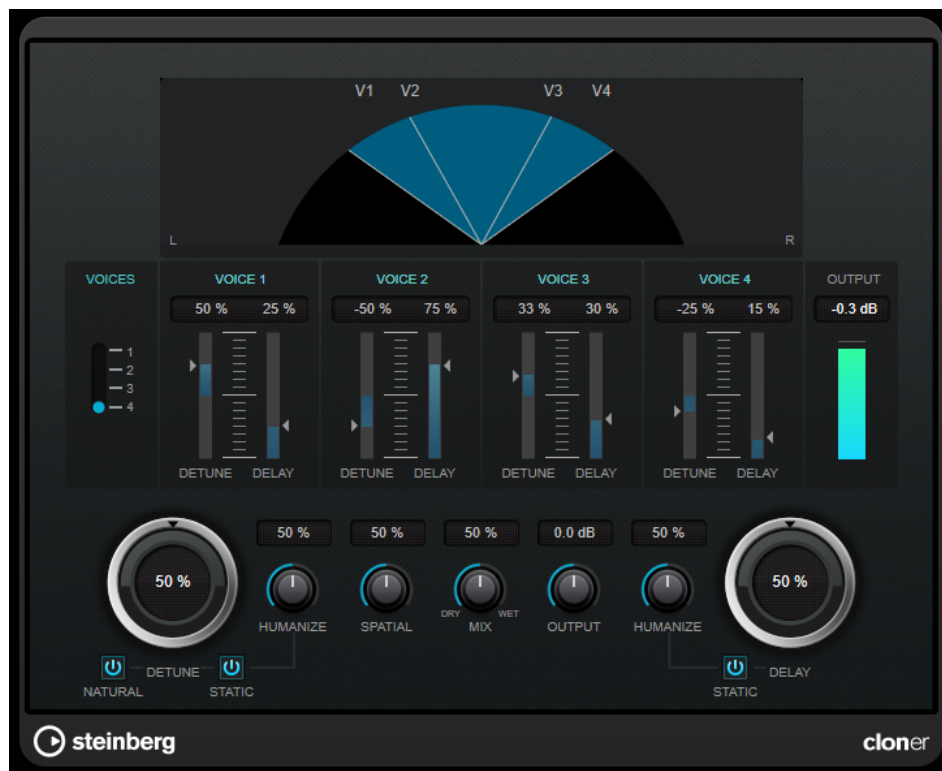 V1 V2 V3 V4
L R
VOICES VOICE 1 VOICE 2 VOICE 3 VOICE 4 OUTPUT
50 % 25 % -50 % 75 % 33 % 30 % -25 % 15 % -0.3 dB
1
2
3
4
DETUNE DELAY DETUNE DELAY DETUNE DELAY DETUNE DELAY
50 % 50 % 50 % 0.0 dB 50 %
50 % 50 %
DRY WET
HUMANIZE SPATIAL MIX OUTPUT HUMANIZE
DETUNE DELAY
NATURAL STATIC STATIC
steinberg cloner